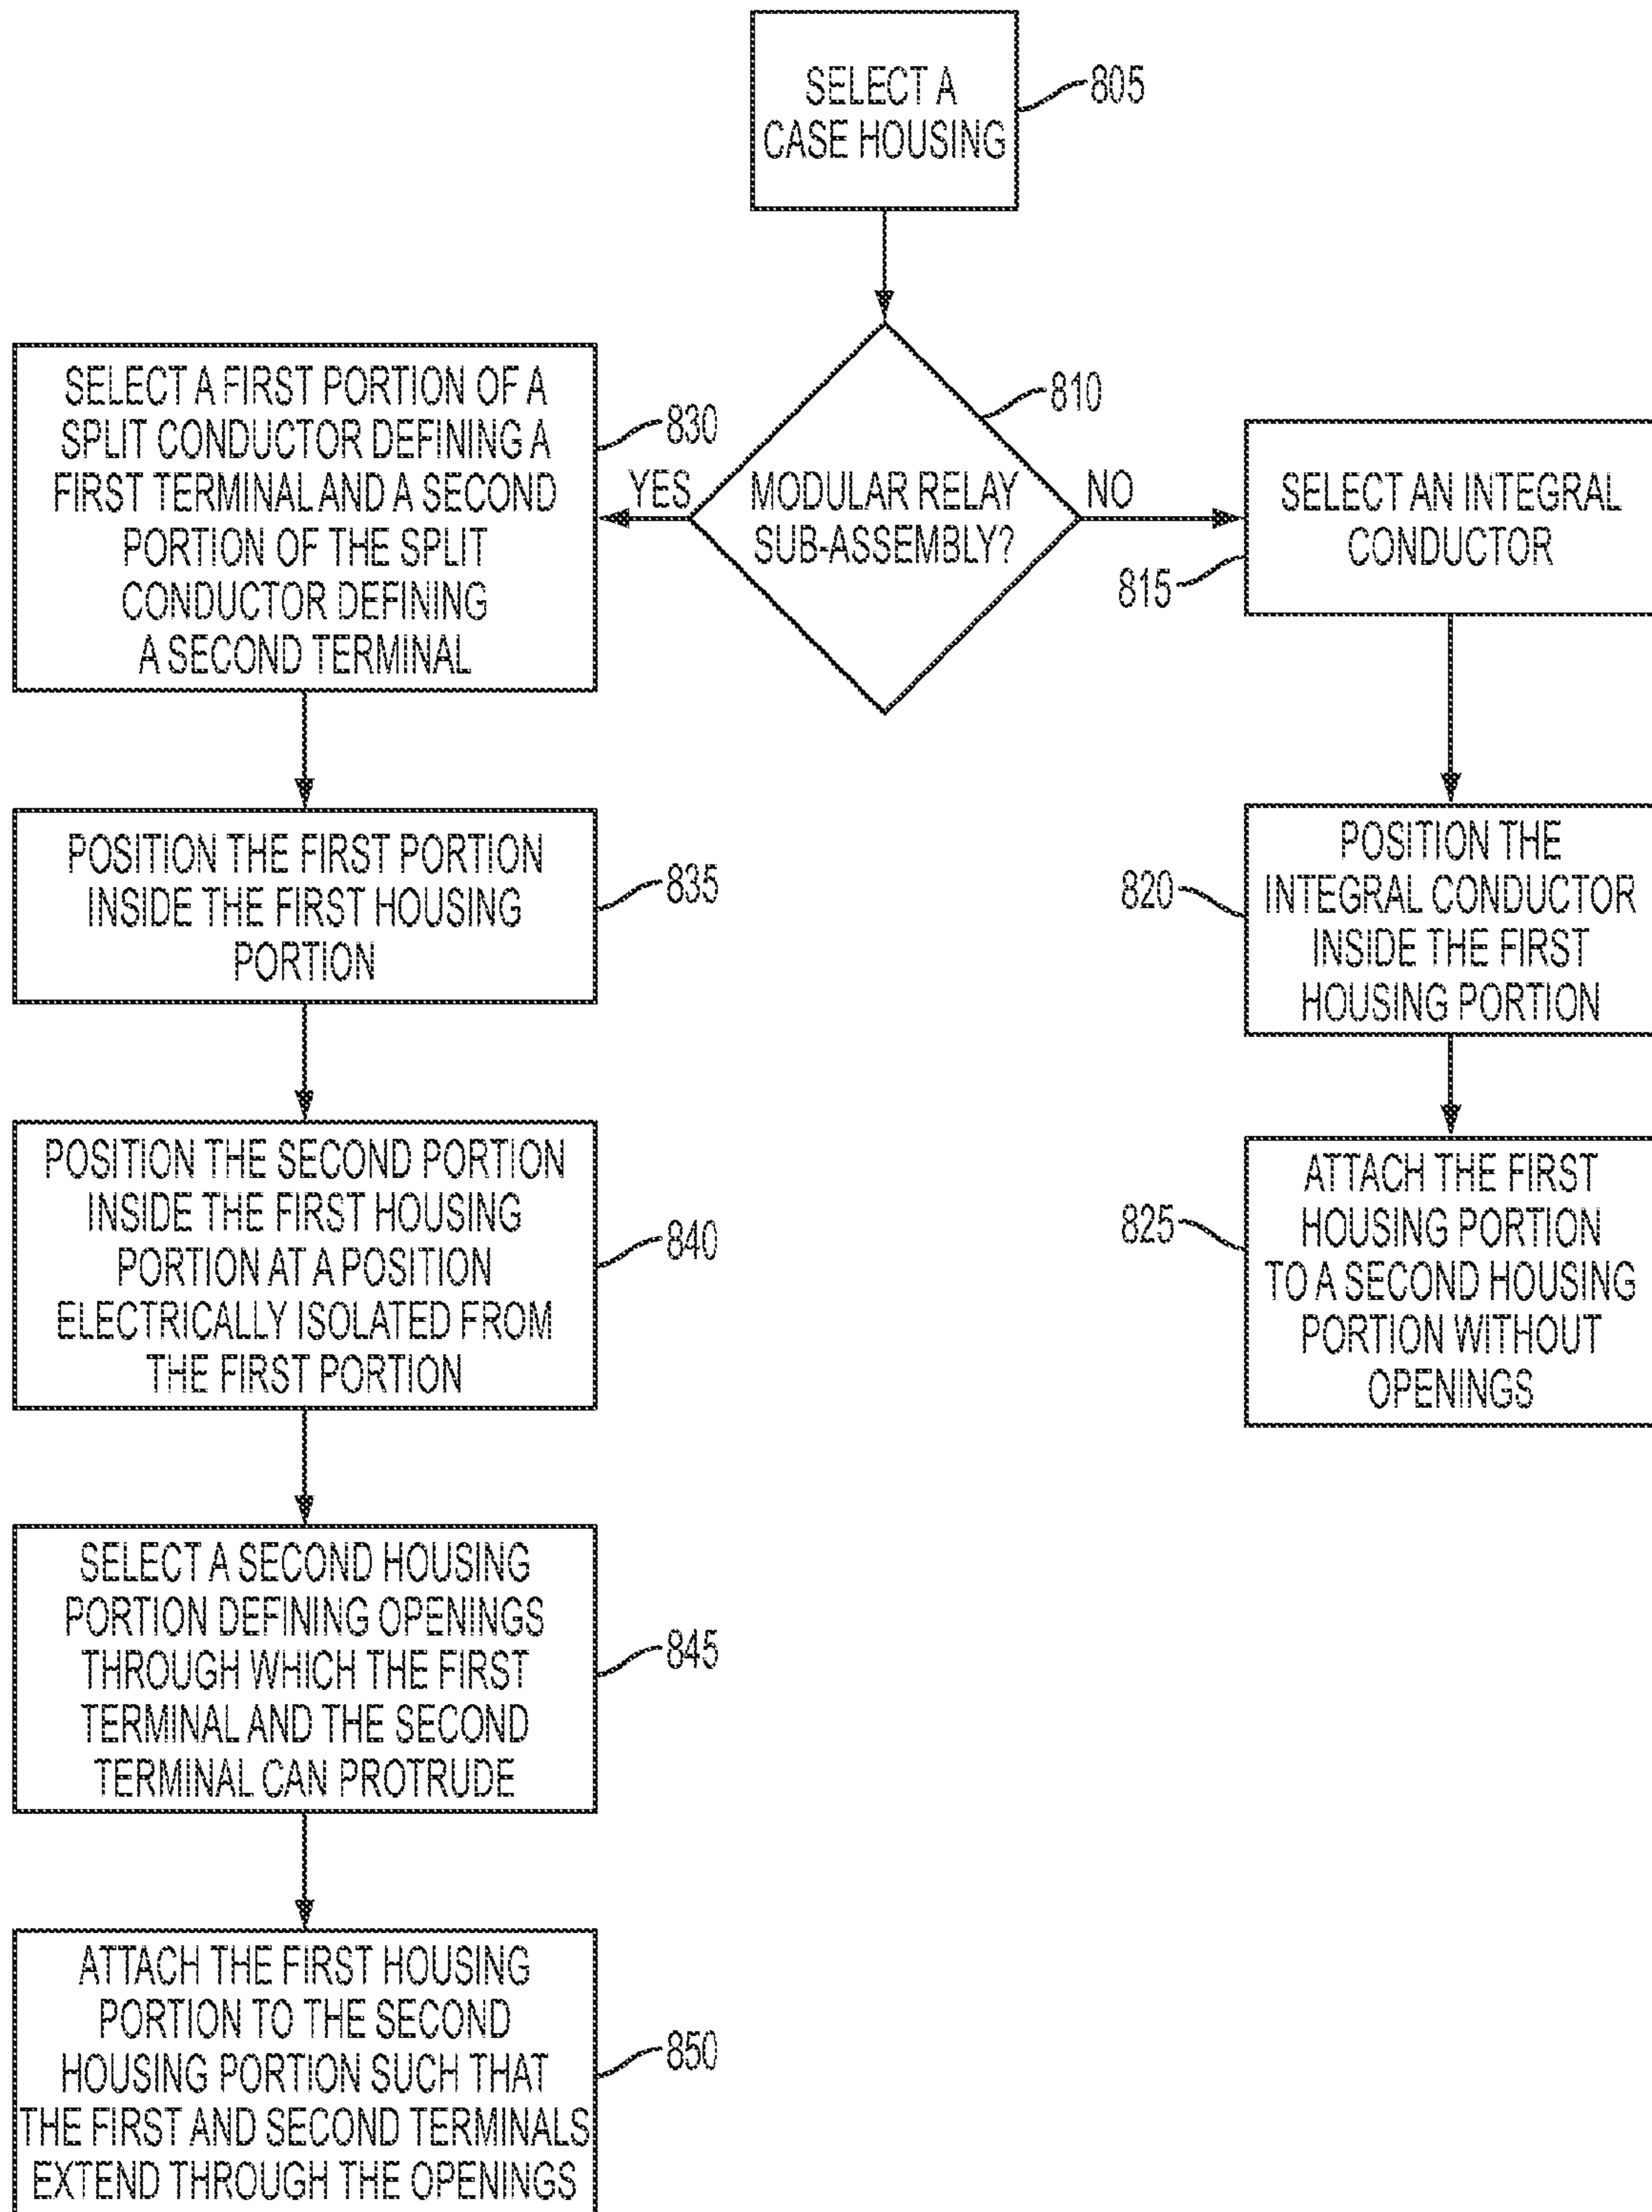 SELECT A
CASE HOUSING
805
810
MODULAR RELAY
SUB-ASSEMBLY?
YES
NO
SELECT A FIRST PORTION OF A
SPLIT CONDUCTOR DEFINING A
FIRST TERMINAL AND A SECOND
PORTION OF THE SPLIT
CONDUCTOR DEFINING
A SECOND TERMINAL
830
POSITION THE FIRST PORTION
INSIDE THE FIRST HOUSING
PORTION
835
POSITION THE SECOND PORTION
INSIDE THE FIRST HOUSING
PORTION AT A POSITION
ELECTRICALLY ISOLATED FROM
THE FIRST PORTION
840
SELECT A SECOND HOUSING
PORTION DEFINING OPENINGS
THROUGH WHICH THE FIRST
TERMINAL AND THE SECOND
TERMINAL CAN PROTRUDE
845
ATTACH THE FIRST HOUSING
PORTION TO THE SECOND
HOUSING PORTION SUCH THAT
THE FIRST AND SECOND TERMINALS
EXTEND THROUGH THE OPENINGS
850
SELECT AN INTEGRAL
CONDUCTOR
815
POSITION THE
INTEGRAL CONDUCTOR
INSIDE THE FIRST
HOUSING PORTION
820
ATTACH THE FIRST
HOUSING PORTION
TO A SECOND HOUSING
PORTION WITHOUT
OPENINGS
825